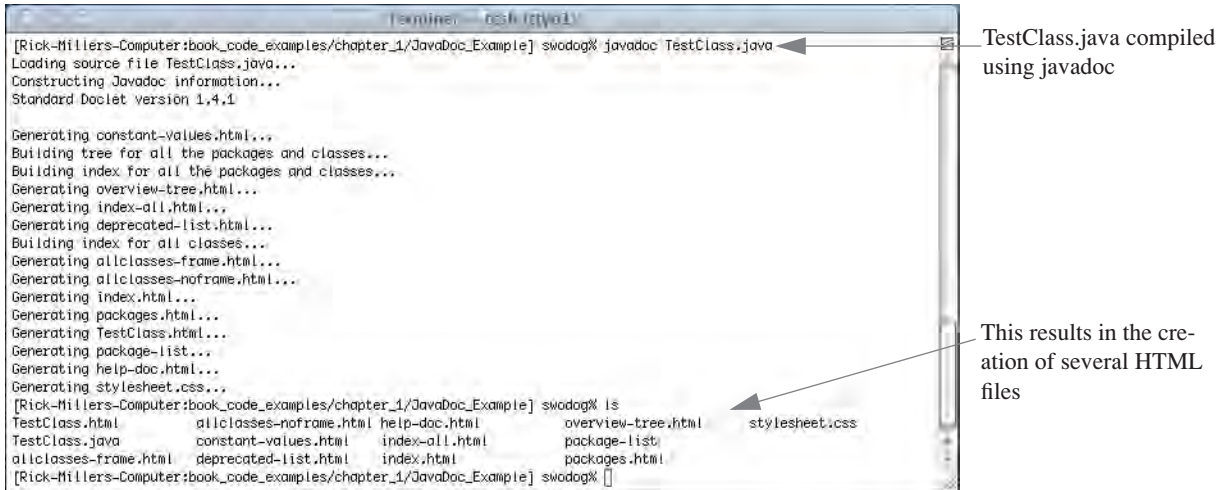 Terminal — tcsh (ttyp1)
[Rick-Millers-Computer:book_code_examples/chapter_1/JavaDoc_Example] swodog% javadoc TestClass.java
Loading source file TestClass.java...
Constructing Javadoc information...
Standard Doclet version 1.4.1
Generating constant-values.html...
Building tree for all the packages and classes...
Building index for all the packages and classes...
Generating overview-tree.html...
Generating index-all.html...
Generating deprecated-list.html...
Building index for all classes...
Generating allclasses-frame.html...
Generating allclasses-noframe.html...
Generating index.html...
Generating packages.html...
Generating TestClass.html...
Generating package-list...
Generating help-doc.html...
Generating stylesheet.css...
[Rick-Millers-Computer:book_code_examples/chapter_1/JavaDoc_Example] swodog% ls
TestClass.html allclasses-noframe.html help-doc.html overview-tree.html stylesheet.css
TestClass.java constant-values.html index-all.html package-list
allclasses-frame.html deprecated-list.html index.html packages.html
[Rick-Millers-Computer:book_code_examples/chapter_1/JavaDoc_Example] swodog%
TestClass.java compiled
using javadoc
This results in the cre-
ation of several HTML
files